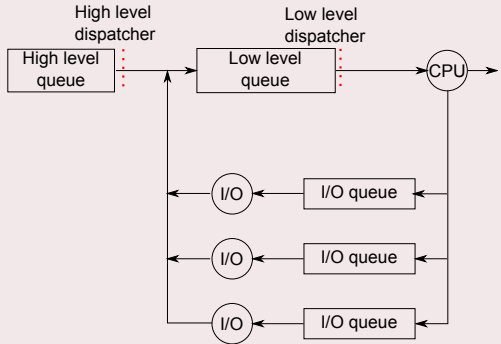 High level
dispatcher
Low level
dispatcher
High level
queue
Low level
queue
CPU
I/O
I/O queue
I/O
I/O queue
I/O
I/O queue